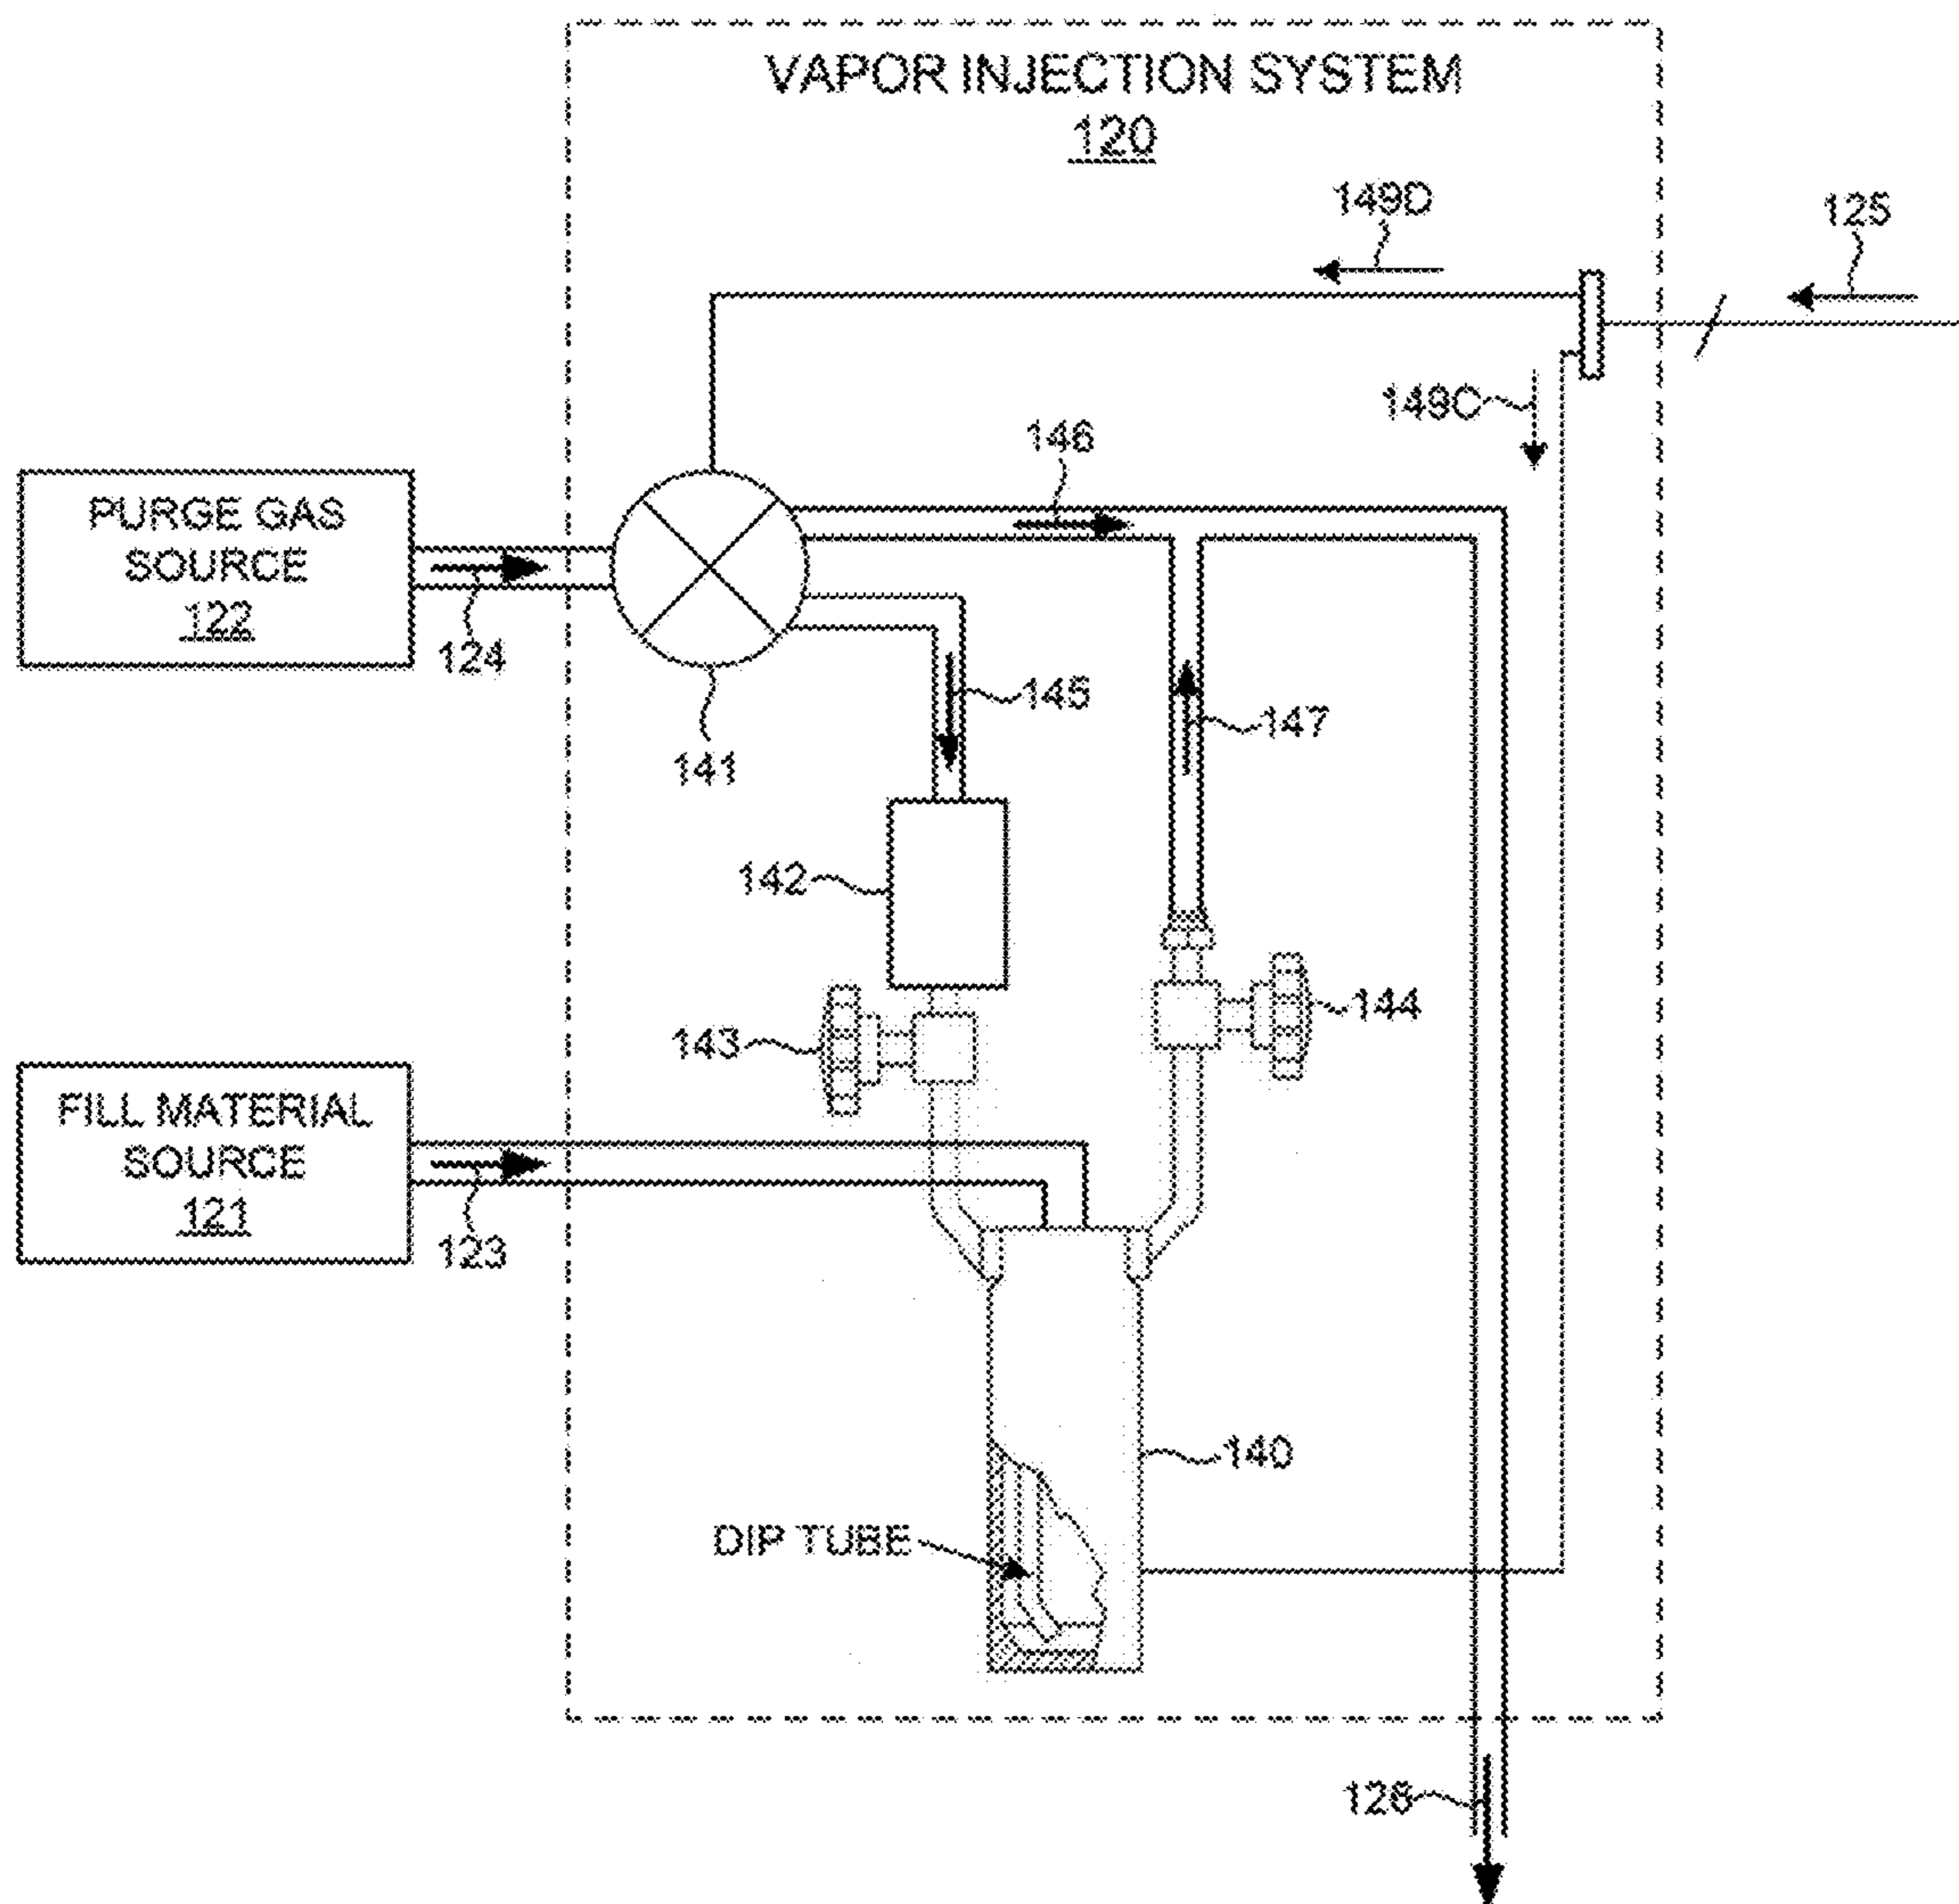 VAPOR INJECTION SYSTEM
120
149D
125
149C
146
PURGE GAS
SOURCE
122
124
145
147
141
142
144
143
FILL MATERIAL
SOURCE
121
123
140
DIP TUBE
128